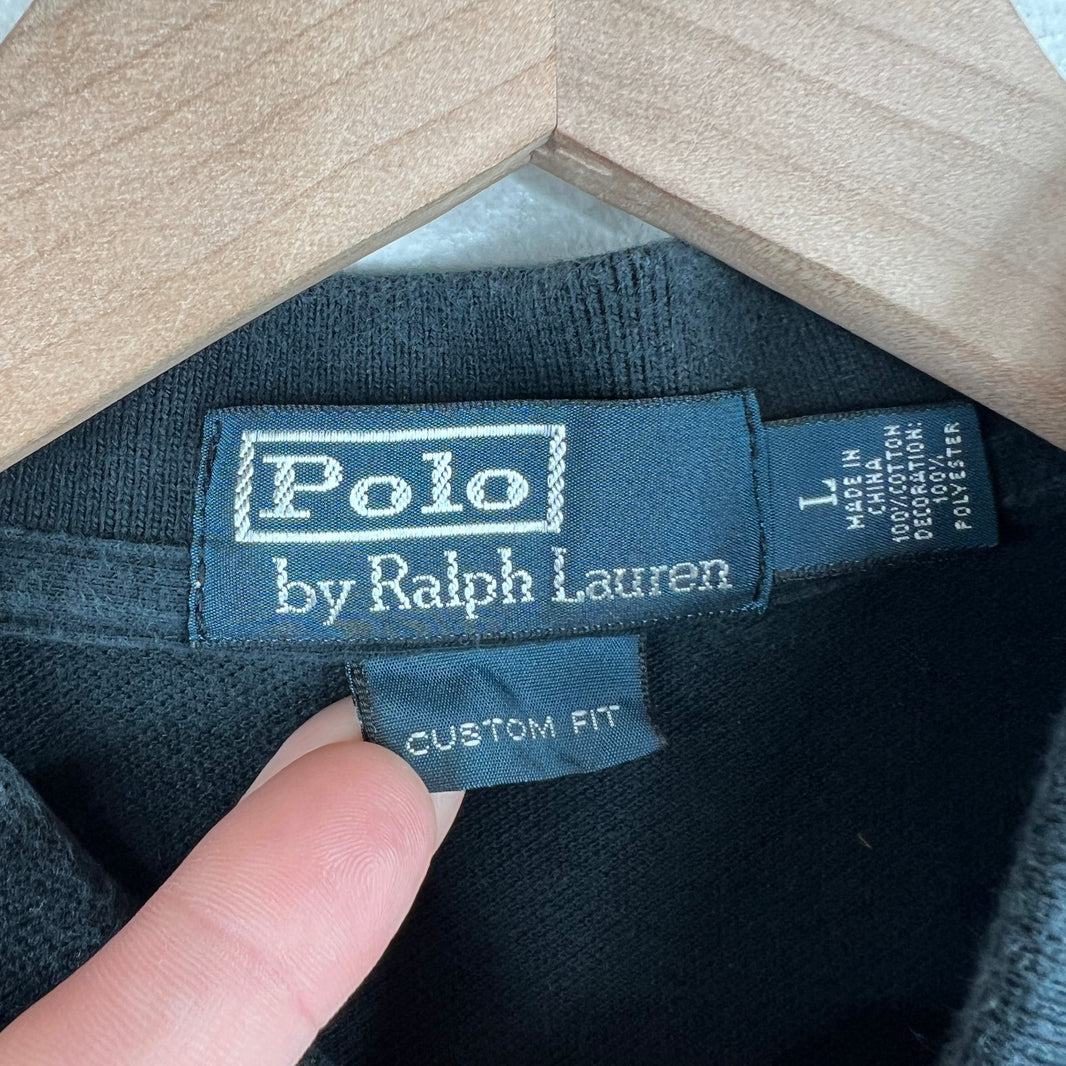 Polo
by Ralph Lauren
L
MADE IN
CHINA
100% COTTON
DECORATION:
100%
POLYESTER
CUSTOM FIT